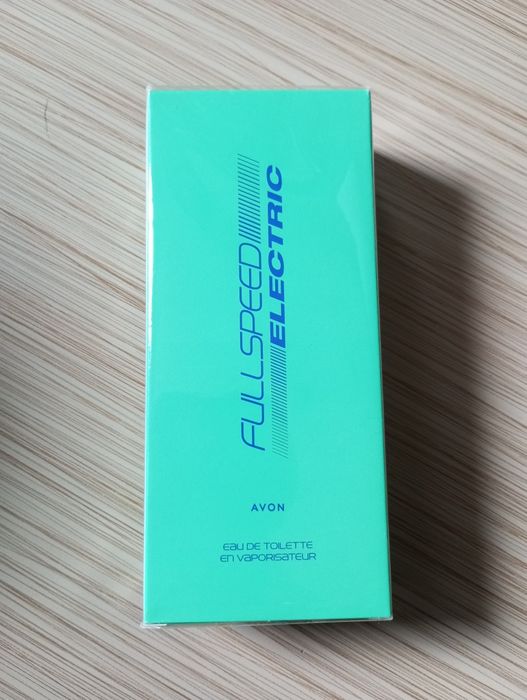 FULLSPEED
ELECTRIC
AVON
EAU DE TOILETTE
EN VAPORISATEUR